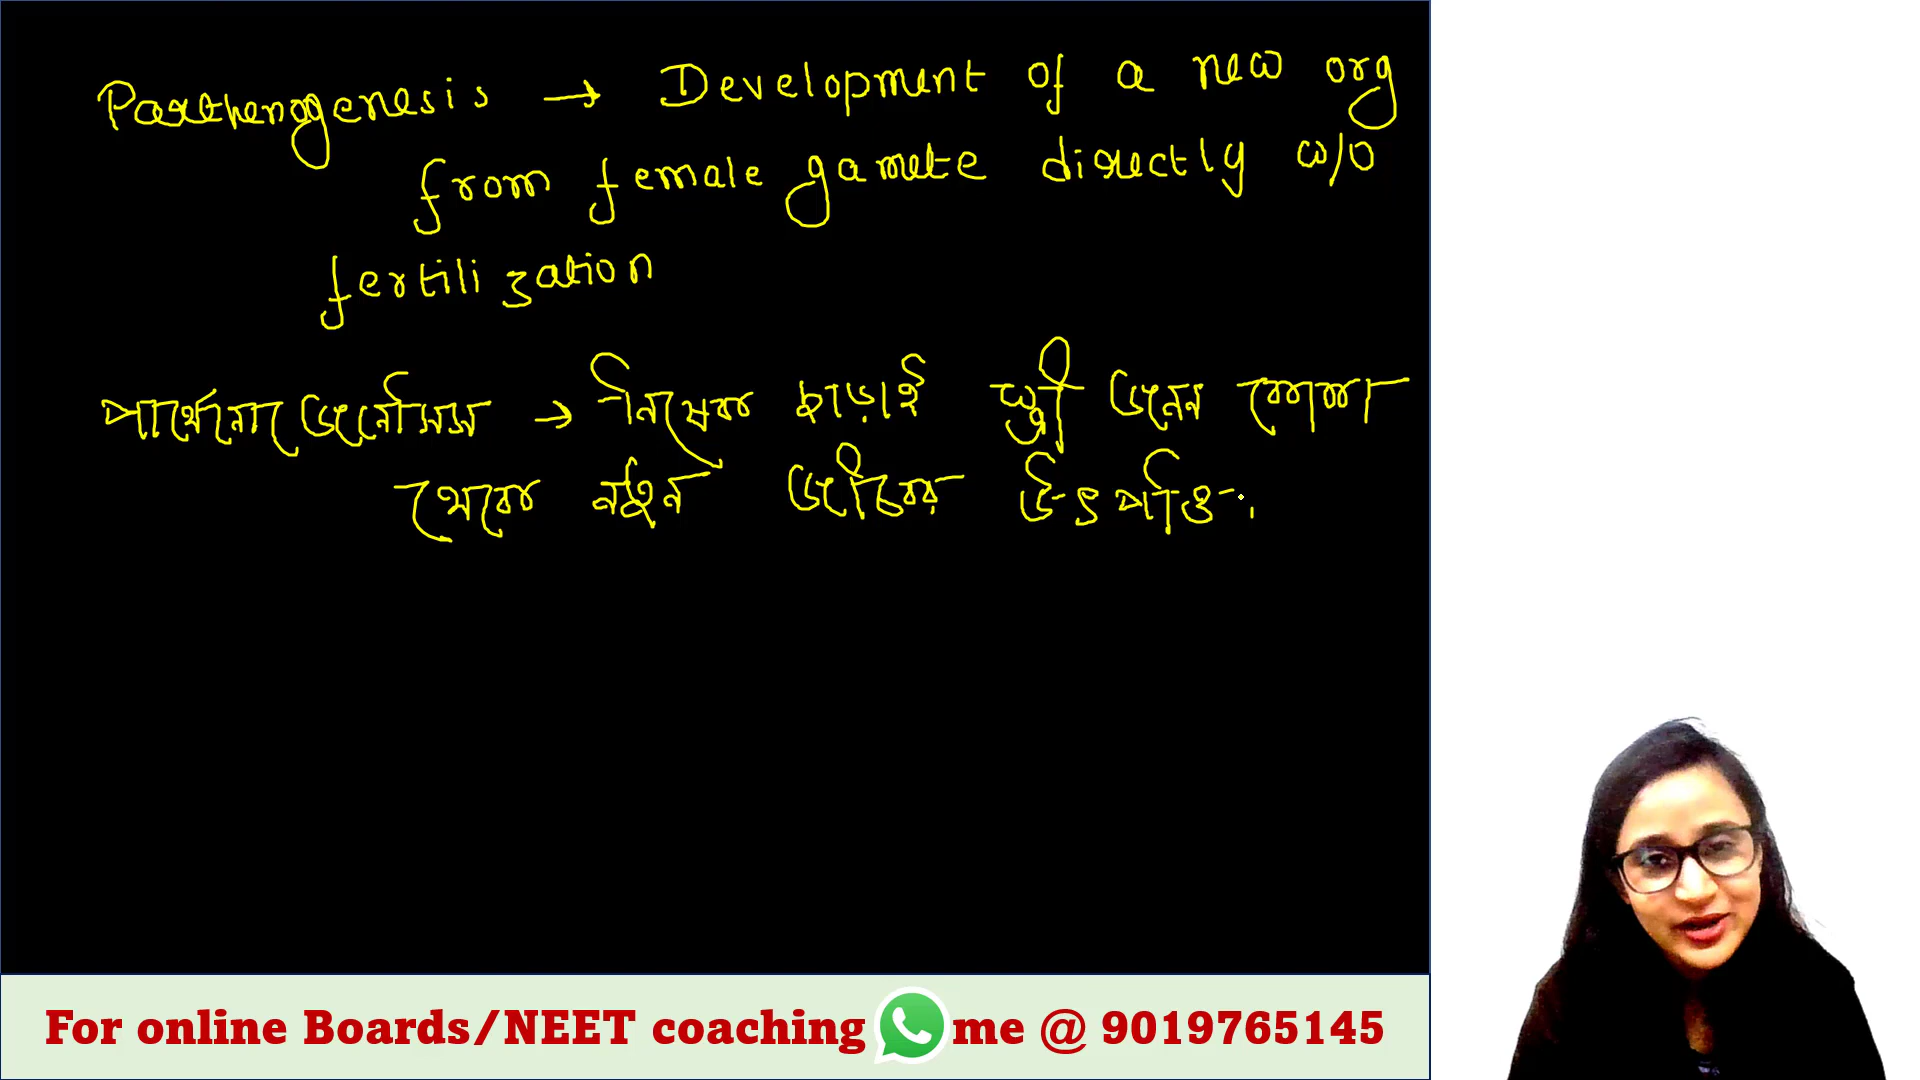 Parthenogenesis → Development of a new org
from female gamete directly w/o
fertilization
পার্থেনোজেনেসিস → নিষেক ছাড়াই স্ত্রী জনন কোশ
থেকে নতুন জীবের উৎপত্তি
For online Boards/NEET coaching me @ 9019765145